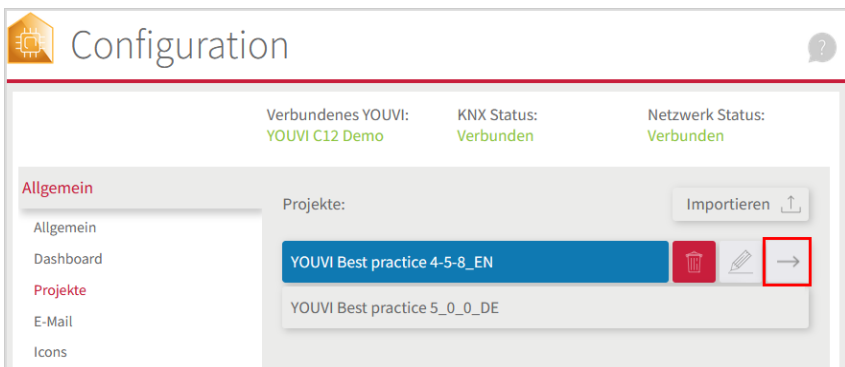 Configuration
?
Verbundenes YOUVI:
YOUVI C12 Demo
KNX Status:
Verbunden
Netzwerk Status:
Verbunden
Allgemein
Allgemein
Dashboard
Projekte
E-Mail
Icons
Projekte:
Importieren
YOUVI Best practice 4-5-8_EN
YOUVI Best practice 5_0_0_DE